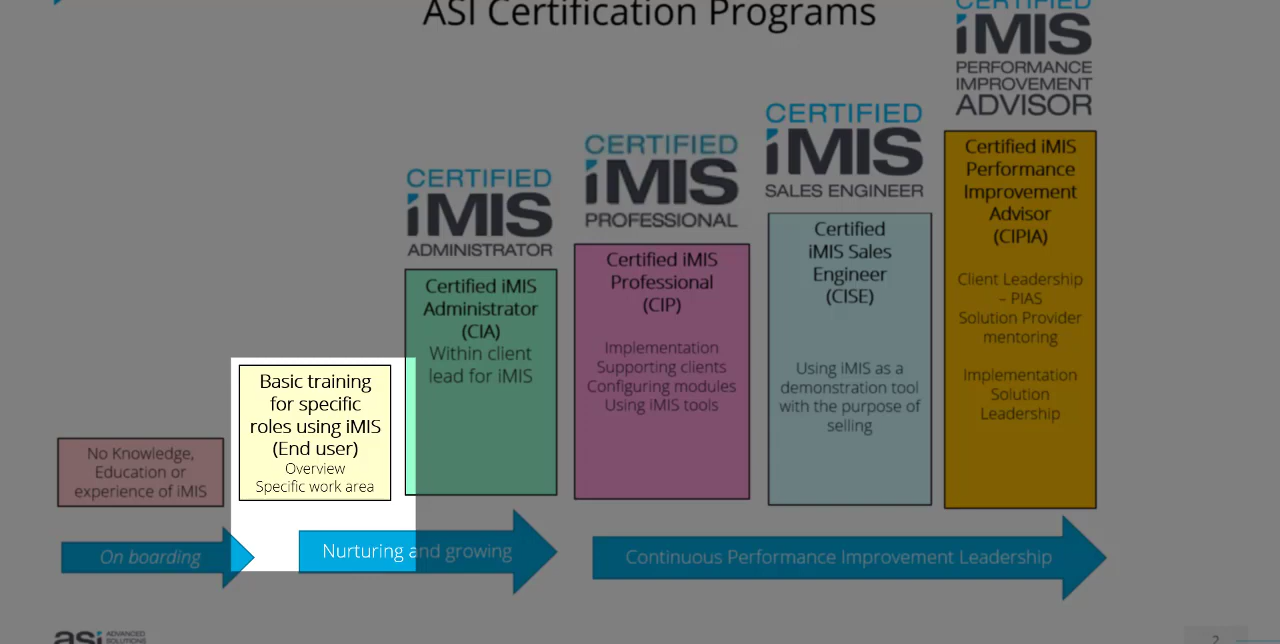 ASI Certification Programs
CERTIFIED
iMIS
PERFORMANCE
IMPROVEMENT
ADVISOR
CERTIFIED
iMIS
SALES ENGINEER
CERTIFIED
iMIS
PROFESSIONAL
CERTIFIED
iMIS
ADMINISTRATOR
No Knowledge,
Education or
experience of iMIS
Basic training
for specific
roles using iMIS
(End user)
Overview
Specific work area
Certified iMIS
Administrator
(CIA)
Within client
lead for iMIS
Certified iMIS
Professional
(CIP)
Implementation
Supporting clients
Configuring modules
Using iMIS tools
Certified
iMIS Sales
Engineer
(CISE)
Using iMIS as a
demonstration tool
with the purpose of
selling
Certified iMIS
Performance
Improvement
Advisor
(CIPIA)
Client Leadership
– PIAS
Solution Provider
mentoring
Implementation
Solution
Leadership
On boarding
Nurturing and growing
Continuous Performance Improvement Leadership
asi ADVANCED
SOLUTIONS
2